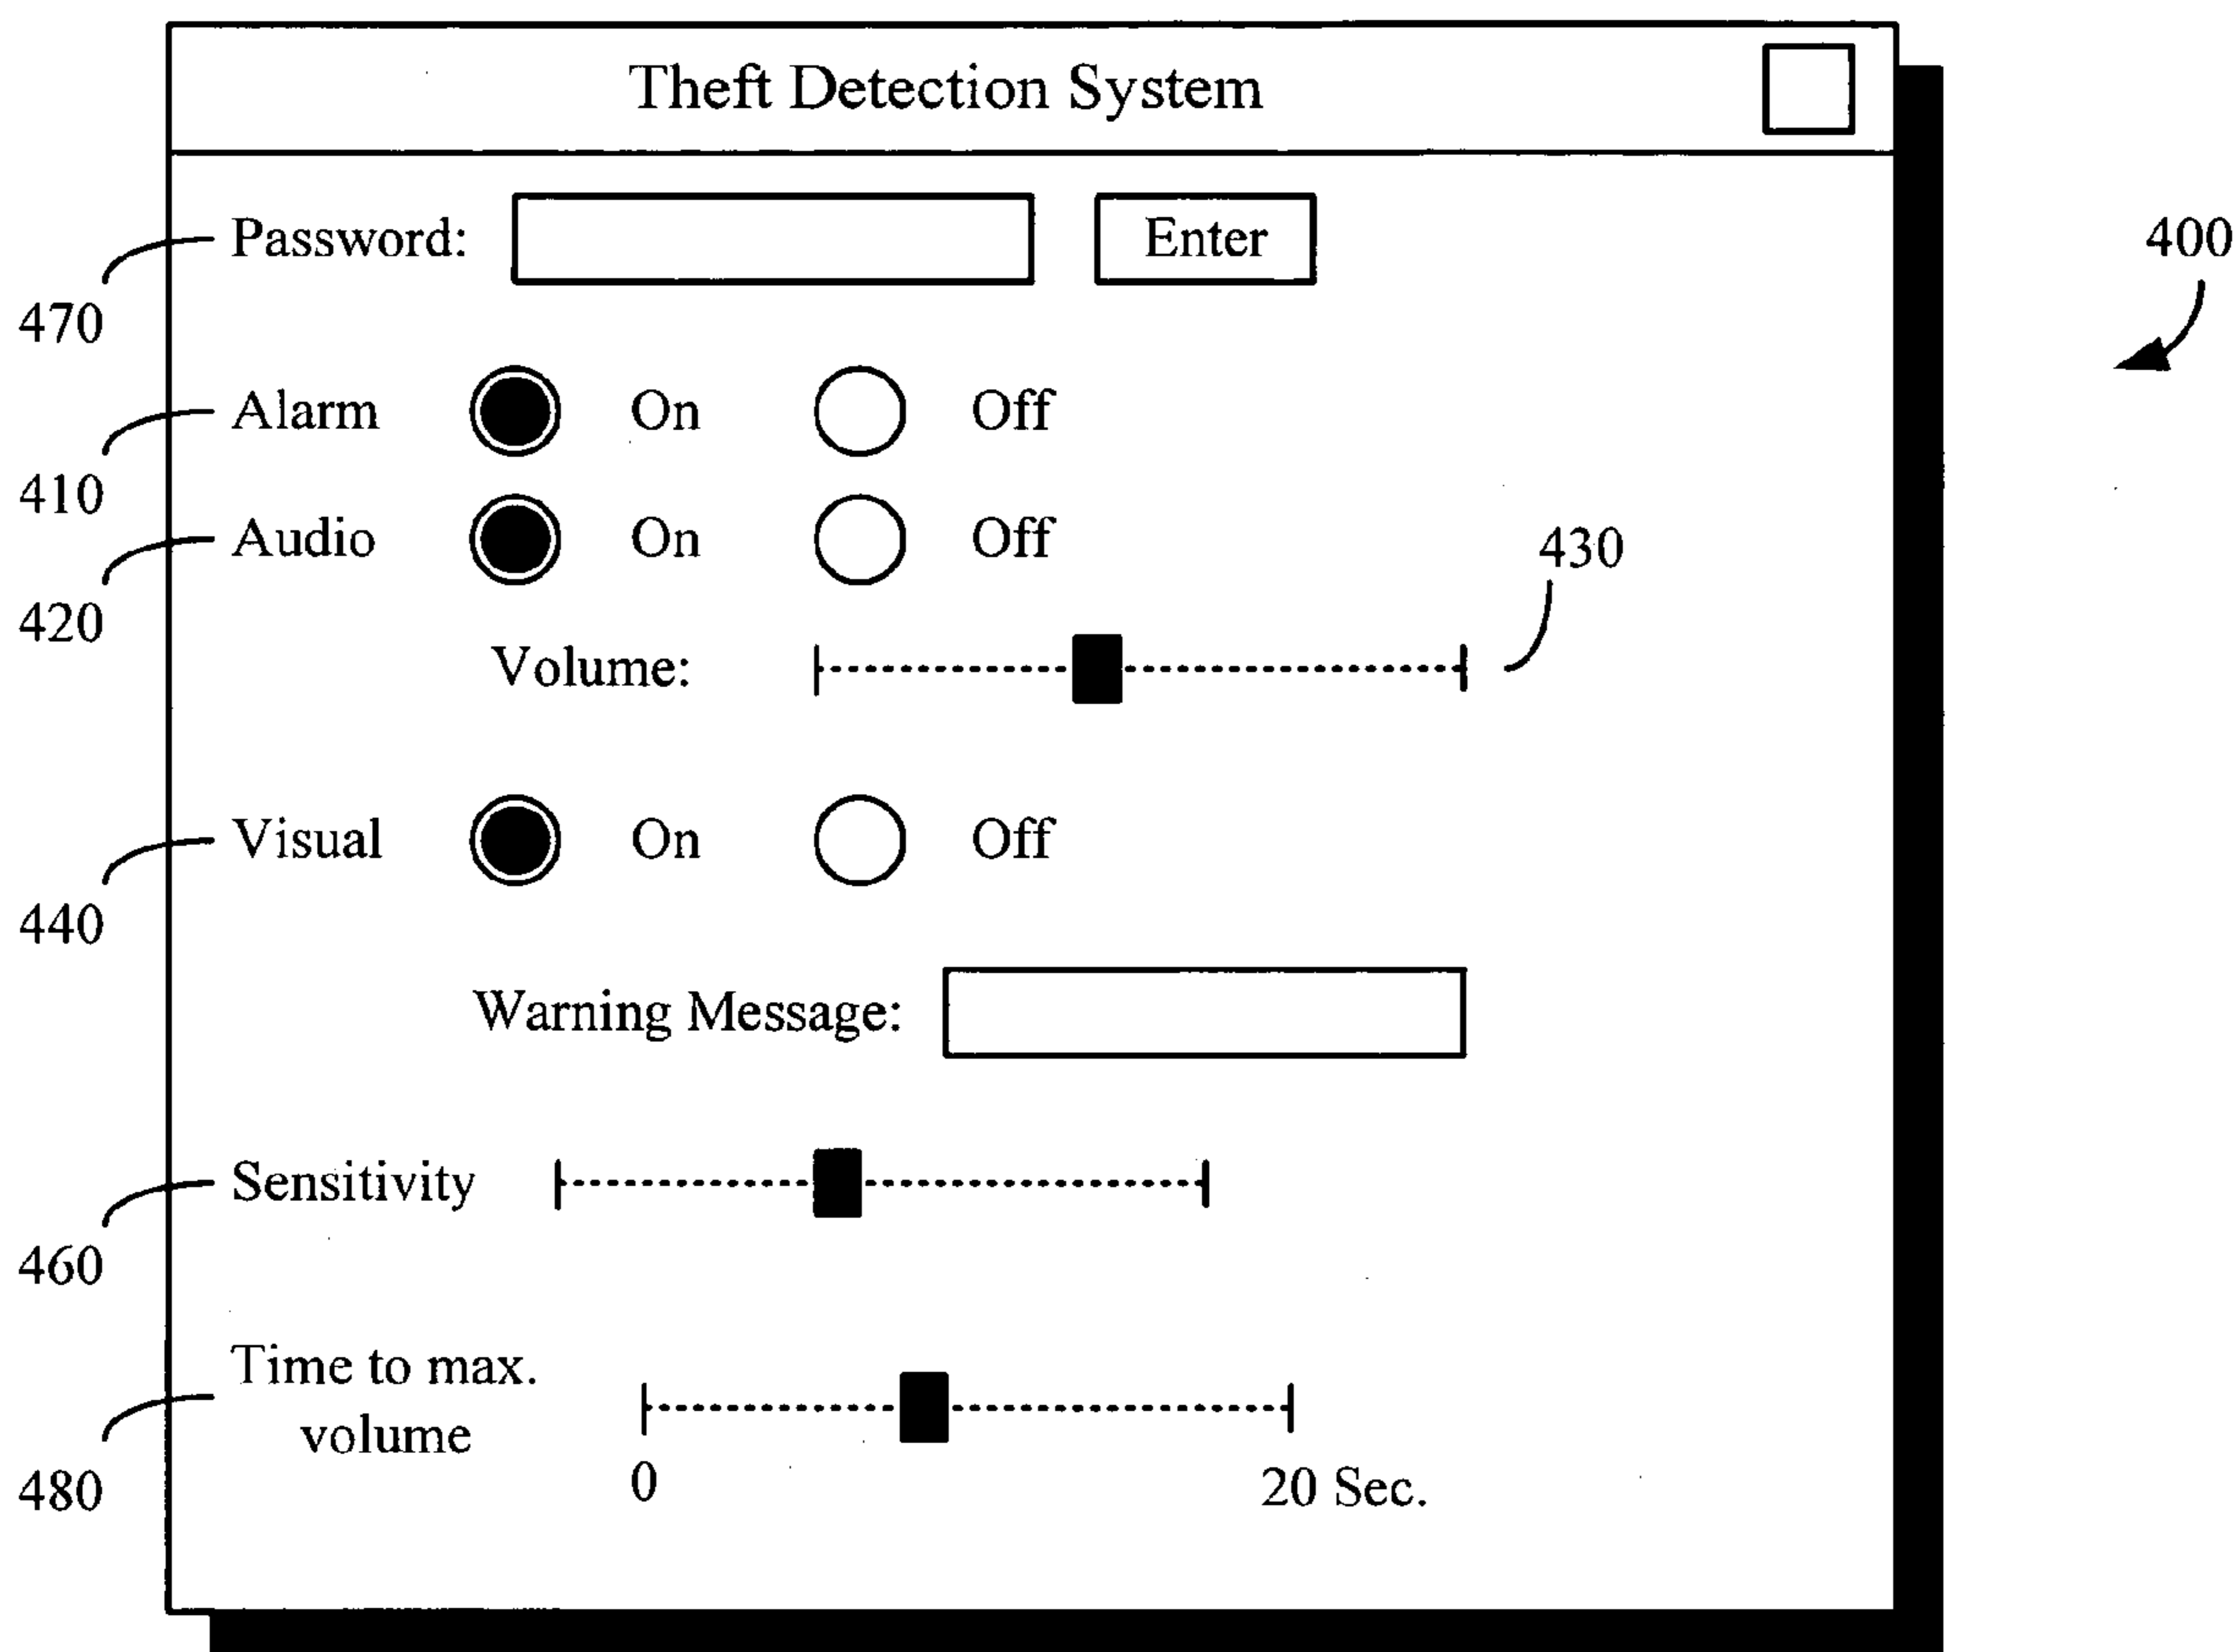 Theft Detection System
Password: Enter
400
470
Alarm On Off
410
Audio On Off
430
420
Volume:
Visual On Off
440
Warning Message:
Sensitivity
460
Time to max.
volume
0 20 Sec.
480